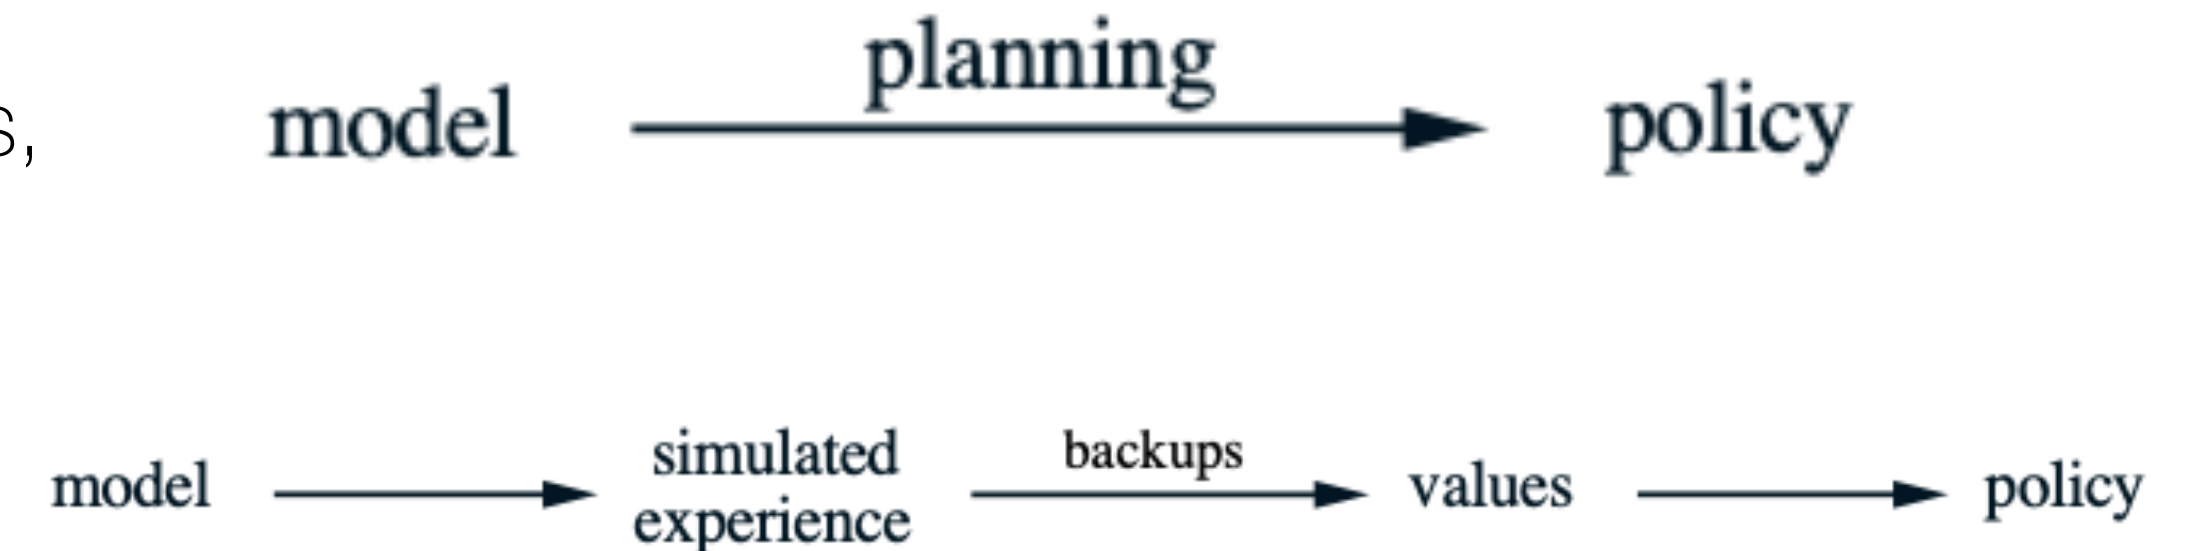 planning
s, model policy
simulated backups
model values policy
experience